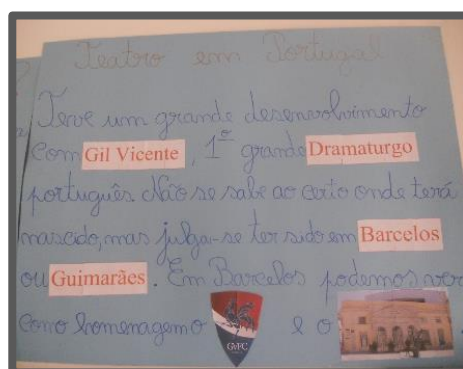 Teatro em Portugal
Teve um grande desenvolvimento
com Gil Vicente, 1º grande Dramaturgo
português. Não se sabe ao certo onde terá
nascido, mas julga-se ter sido em Barcelos
ou Guimarães. Em Barcelos podemos ver
como homenagem o GVFC e o